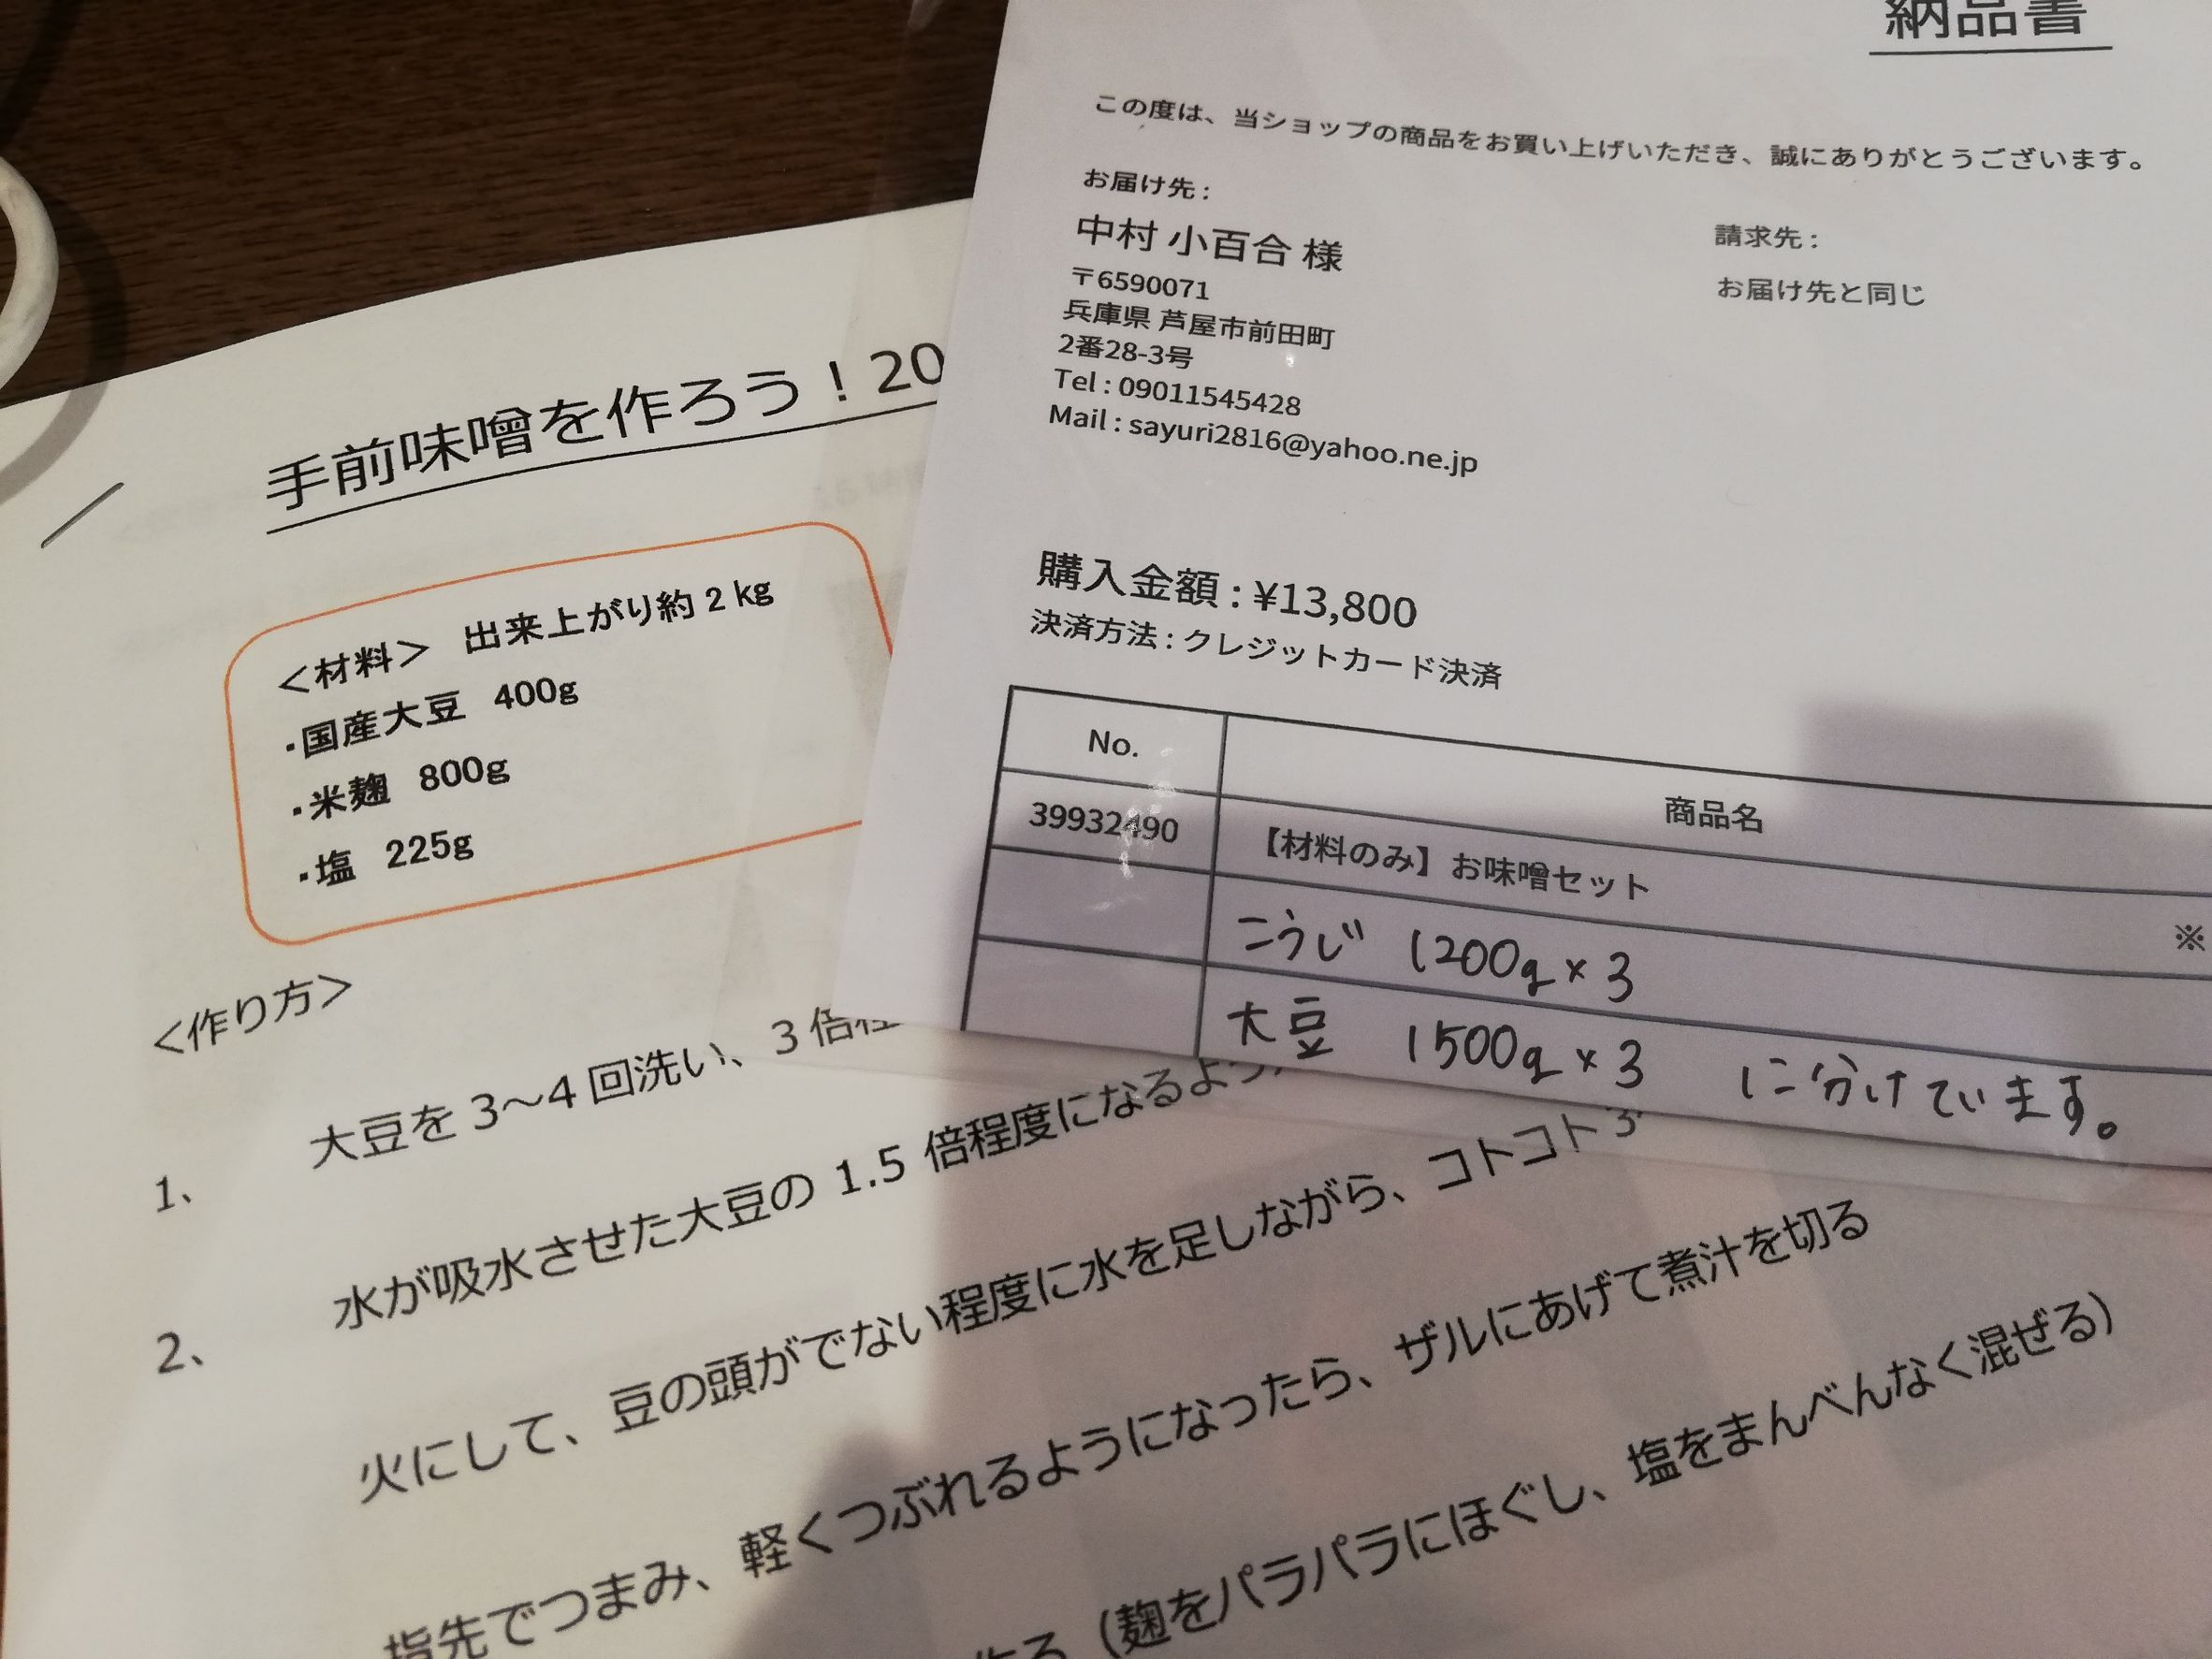 手前味噌を作ろう！20
＜材料＞ 出来上がり約2kg
・国産大豆 400g
・米麹 800g
・塩 225g
＜作り方＞
1、 大豆を3～4回洗い、3倍程
2、 水が吸水させた大豆の1.5倍程度になるよう
火にして、豆の頭がでない程度に水を足しながら、コトコト3
指先でつまみ、軽くつぶれるようになったら、ザルにあげて煮汁を切る
作る（麹をパラパラにほぐし、塩をまんべんなく混ぜる）
納品書
この度は、当ショップの商品をお買い上げいただき、誠にありがとうございます。
お届け先：
中村 小百合 様
〒6590071
兵庫県 芦屋市前田町
2番28-3号
Tel : 09011545428
Mail : sayuri2816@yahoo.ne.jp
請求先：
お届け先と同じ
購入金額 : ¥13,800
決済方法 : クレジットカード決済
No. 商品名
39932490 【材料のみ】お味噌セット
こうじ 1200g×3 ※
大豆 1500g×3 に分けています。